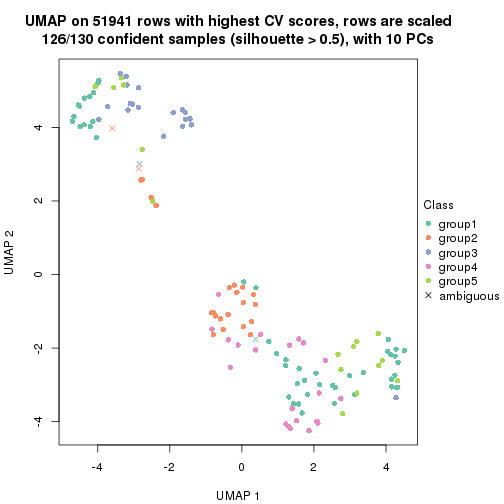 UMAP on 51941 rows with highest CV scores, rows are scaled
126/130 confident samples (silhouette > 0.5), with 10 PCs
4
2
0
-2
-4
UMAP 2
-4
-2
0
2
4
UMAP 1
Class
group1
group2
group3
group4
group5
ambiguous